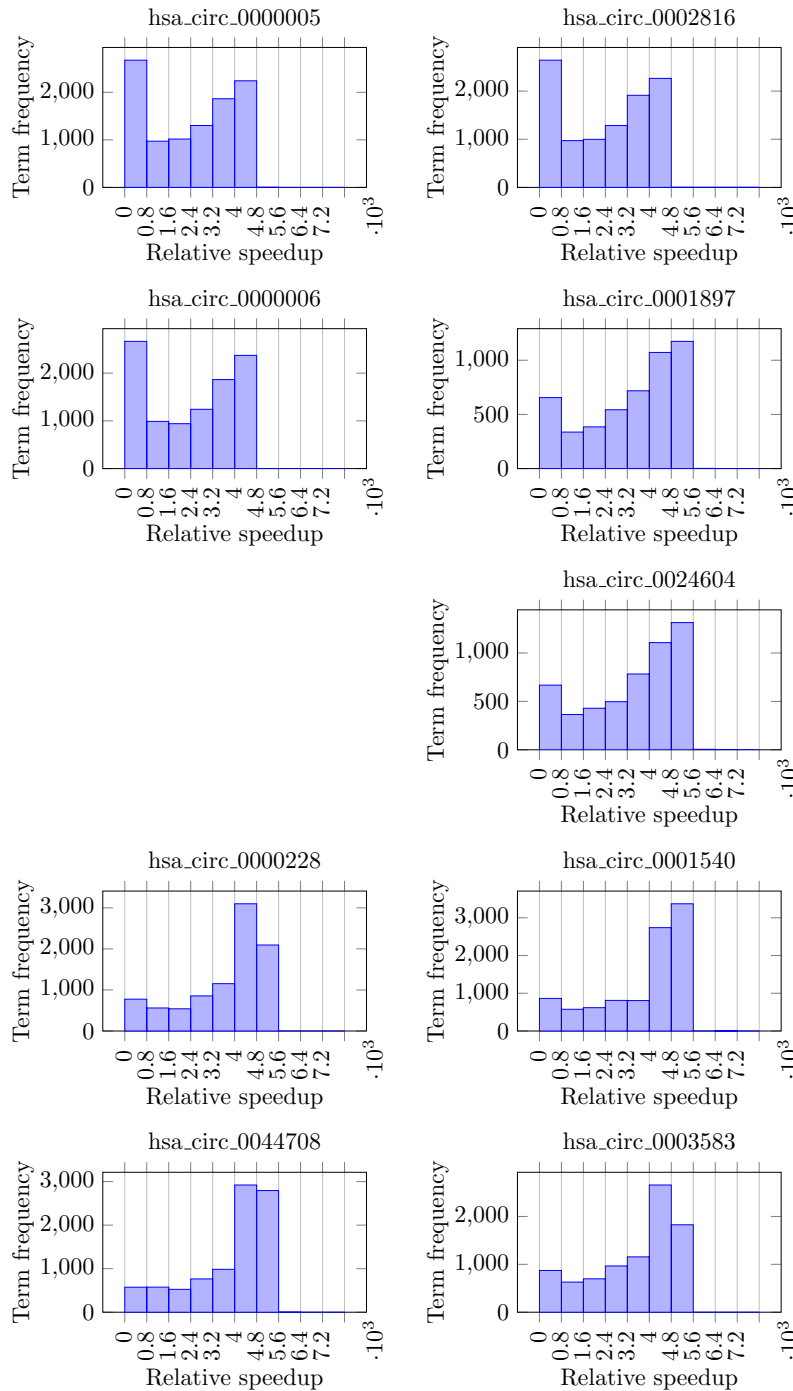 hsa_circ_0000005
Term frequency
2,000
1,000
0
0 0.8 1.6 2.4 3.2 4 4.8 5.6 6.4 7.2 ·10³
Relative speedup
hsa_circ_0002816
Term frequency
2,000
1,000
0
0 0.8 1.6 2.4 3.2 4 4.8 5.6 6.4 7.2 ·10³
Relative speedup
hsa_circ_0000006
Term frequency
2,000
1,000
0
0 0.8 1.6 2.4 3.2 4 4.8 5.6 6.4 7.2 ·10³
Relative speedup
hsa_circ_0001897
Term frequency
1,000
500
0
0 0.8 1.6 2.4 3.2 4 4.8 5.6 6.4 7.2 ·10³
Relative speedup
hsa_circ_0024604
Term frequency
1,000
500
0
0 0.8 1.6 2.4 3.2 4 4.8 5.6 6.4 7.2 ·10³
Relative speedup
hsa_circ_0000228
Term frequency
3,000
2,000
1,000
0
0 0.8 1.6 2.4 3.2 4 4.8 5.6 6.4 7.2 ·10³
Relative speedup
hsa_circ_0001540
Term frequency
3,000
2,000
1,000
0
0 0.8 1.6 2.4 3.2 4 4.8 5.6 6.4 7.2 ·10³
Relative speedup
hsa_circ_0044708
Term frequency
3,000
2,000
1,000
0
0 0.8 1.6 2.4 3.2 4 4.8 5.6 6.4 7.2 ·10³
Relative speedup
hsa_circ_0003583
Term frequency
2,000
1,000
0
0 0.8 1.6 2.4 3.2 4 4.8 5.6 6.4 7.2 ·10³
Relative speedup